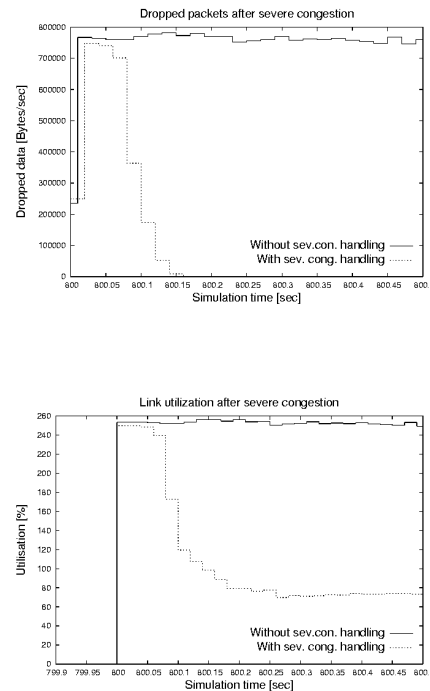 Dropped packets after severe congestion
800000
700000
600000
500000
400000
300000
200000
100000
0
Dropped data [Bytes/sec]
Without sev.con. handling
With sev. cong. handling
800 800.05 800.1 800.15 800.2 800.25 800.3 800.35 800.4 800.45 800.
Simulation time [sec]
Link utilization after severe congestion
260
240
220
200
180
160
140
120
100
80
60
40
20
0
Utilisation [%]
Without sev.con. handling
With sev. cong. handling
799.9 799.95 800 800.05 800.1 800.15 800.2 800.25 800.3 800.35 800.4 800.45 800.
Simulation time [sec]